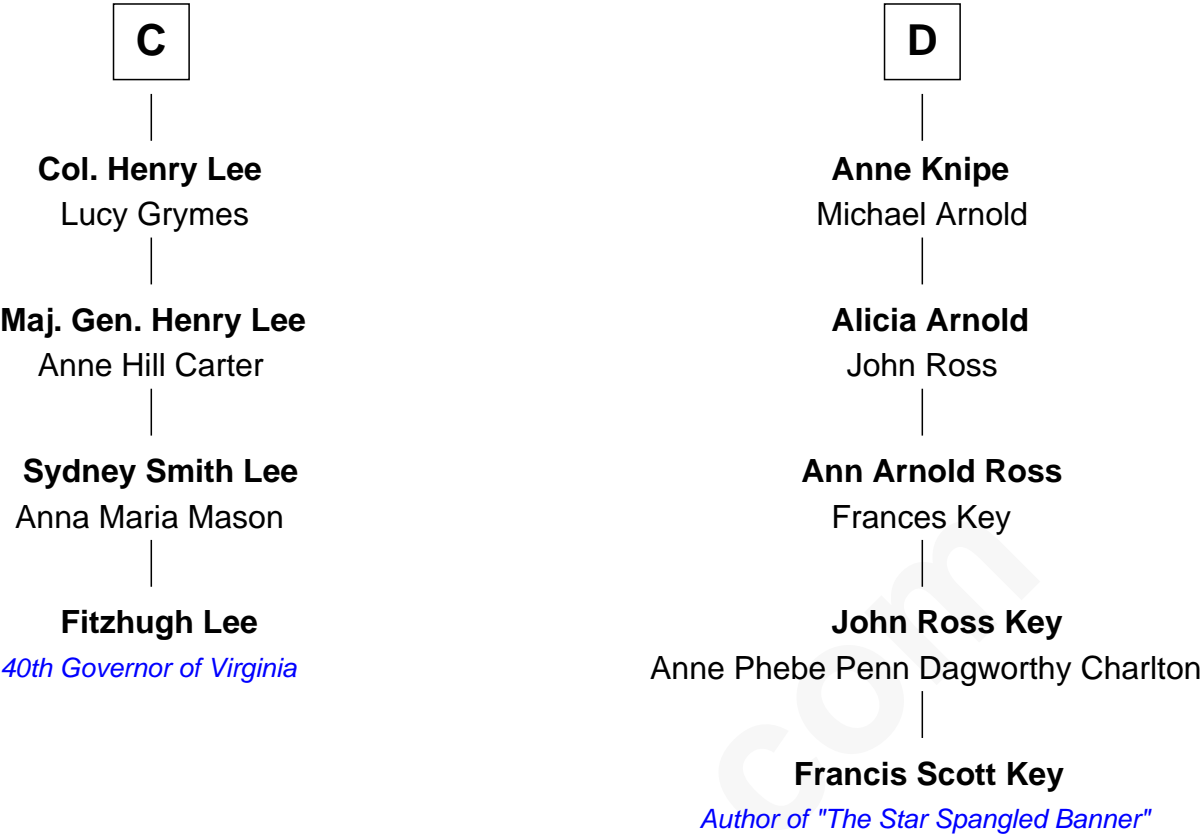 C
Col. Henry Lee
Lucy Grymes
Maj. Gen. Henry Lee
Anne Hill Carter
Sydney Smith Lee
Anna Maria Mason
Fitzhugh Lee
40th Governor of Virginia
D
Anne Knipe
Michael Arnold
Alicia Arnold
John Ross
Ann Arnold Ross
Frances Key
John Ross Key
Anne Phebe Penn Dagworthy Charlton
Francis Scott Key
Author of "The Star Spangled Banner"
com